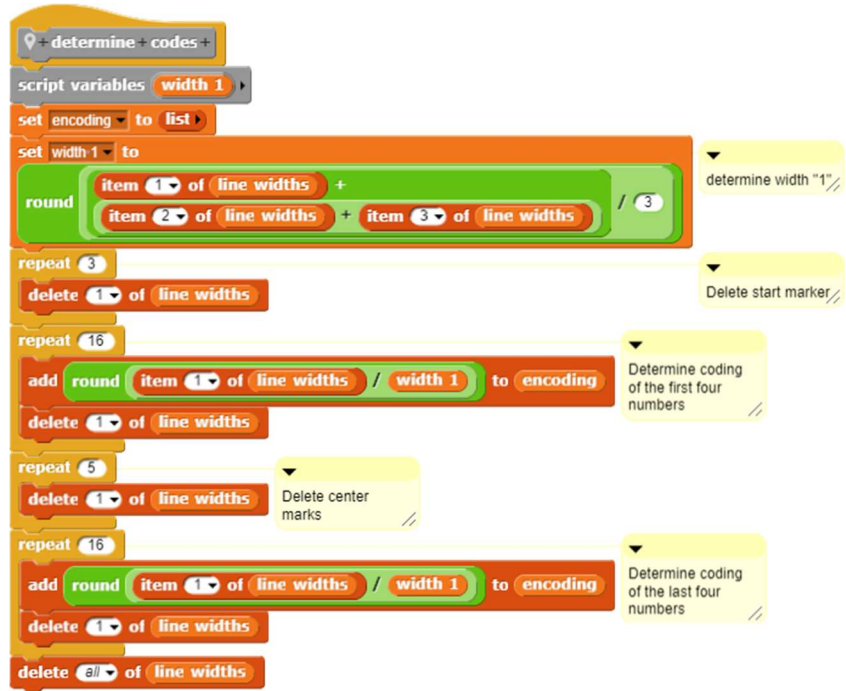 + determine + codes +
script variables width 1
set encoding to list
set width 1 to
determine width "1"
item 1 of line widths +
round / 3
item 2 of line widths + item 3 of line widths
repeat 3
delete 1 of line widths
Delete start marker
repeat 16
add round item 1 of line widths / width 1 to encoding
delete 1 of line widths
Determine coding
of the first four
numbers
repeat 5
delete 1 of line widths
Delete center
marks
repeat 16
add round item 1 of line widths / width 1 to encoding
delete 1 of line widths
Determine coding
of the last four
numbers
delete all of line widths